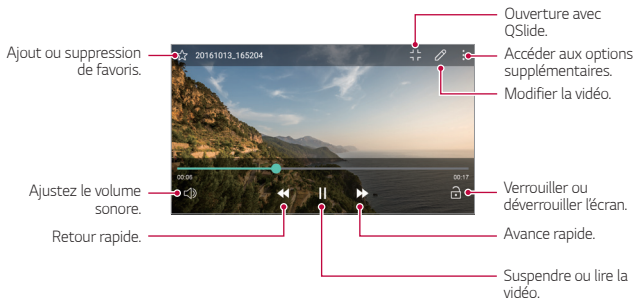 Ouverture avec
QSlide.
Ajout ou suppression
de favoris.
20161013_165204
Accéder aux options
supplémentaires.
Modifier la vidéo.
00:06
00:17
Ajustez le volume
sonore.
Verrouiller ou
déverrouiller l’écran.
Retour rapide.
Avance rapide.
Suspendre ou lire la
vidéo.